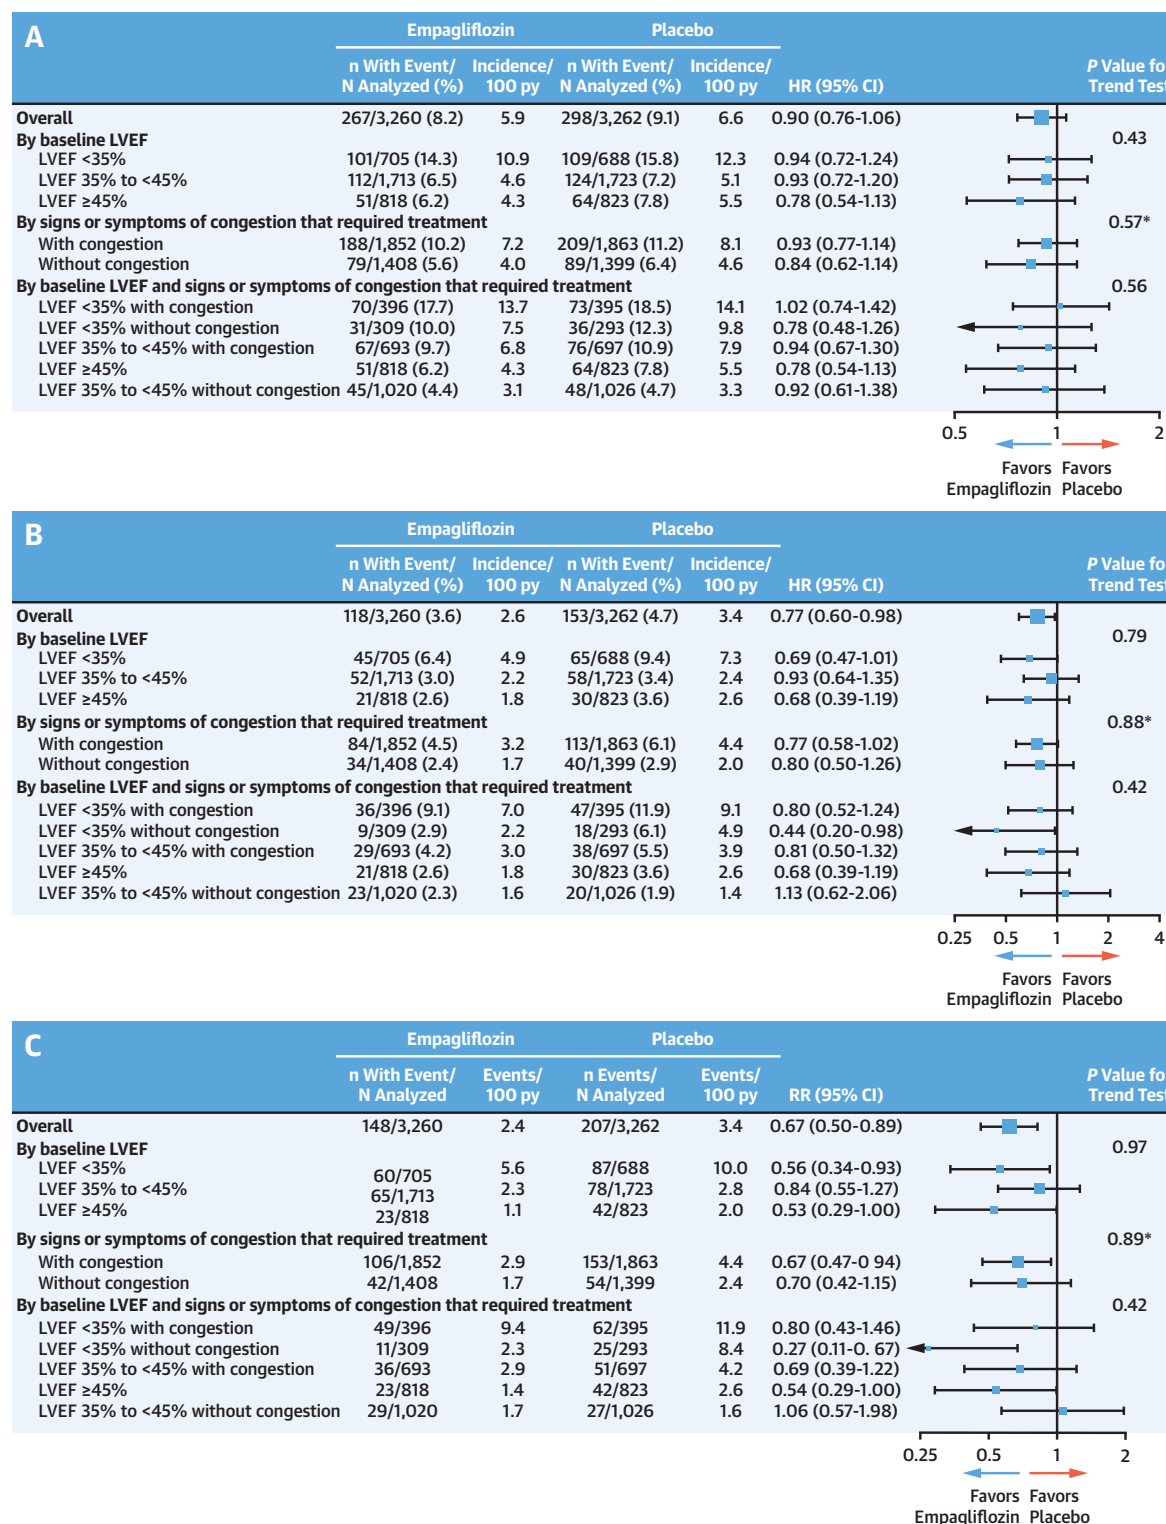 A
Empagliflozin Placebo
n With Event/ Incidence/ n With Event/ Incidence/ P Value fo
N Analyzed (%) 100 py N Analyzed (%) 100 py HR (95% CI) Trend Test
Overall 267/3,260 (8.2) 5.9 298/3,262 (9.1) 6.6 0.90 (0.76-1.06)
By baseline LVEF 0.43
LVEF <35% 101/705 (14.3) 10.9 109/688 (15.8) 12.3 0.94 (0.72-1.24)
LVEF 35% to <45% 112/1,713 (6.5) 4.6 124/1,723 (7.2) 5.1 0.93 (0.72-1.20)
LVEF ≥45% 51/818 (6.2) 4.3 64/823 (7.8) 5.5 0.78 (0.54-1.13)
By signs or symptoms of congestion that required treatment 0.57*
With congestion 188/1,852 (10.2) 7.2 209/1,863 (11.2) 8.1 0.93 (0.77-1.14)
Without congestion 79/1,408 (5.6) 4.0 89/1,399 (6.4) 4.6 0.84 (0.62-1.14)
By baseline LVEF and signs or symptoms of congestion that required treatment 0.56
LVEF <35% with congestion 70/396 (17.7) 13.7 73/395 (18.5) 14.1 1.02 (0.74-1.42)
LVEF <35% without congestion 31/309 (10.0) 7.5 36/293 (12.3) 9.8 0.78 (0.48-1.26)
LVEF 35% to <45% with congestion 67/693 (9.7) 6.8 76/697 (10.9) 7.9 0.94 (0.67-1.30)
LVEF ≥45% 51/818 (6.2) 4.3 64/823 (7.8) 5.5 0.78 (0.54-1.13)
LVEF 35% to <45% without congestion 45/1,020 (4.4) 3.1 48/1,026 (4.7) 3.3 0.92 (0.61-1.38)
0.5 1 2
Favors Favors
Empagliflozin Placebo
B
Empagliflozin Placebo
n With Event/ Incidence/ n With Event/ Incidence/ P Value fo
N Analyzed (%) 100 py N Analyzed (%) 100 py HR (95% CI) Trend Test
Overall 118/3,260 (3.6) 2.6 153/3,262 (4.7) 3.4 0.77 (0.60-0.98)
By baseline LVEF 0.79
LVEF <35% 45/705 (6.4) 4.9 65/688 (9.4) 7.3 0.69 (0.47-1.01)
LVEF 35% to <45% 52/1,713 (3.0) 2.2 58/1,723 (3.4) 2.4 0.93 (0.64-1.35)
LVEF ≥45% 21/818 (2.6) 1.8 30/823 (3.6) 2.6 0.68 (0.39-1.19)
By signs or symptoms of congestion that required treatment 0.88*
With congestion 84/1,852 (4.5) 3.2 113/1,863 (6.1) 4.4 0.77 (0.58-1.02)
Without congestion 34/1,408 (2.4) 1.7 40/1,399 (2.9) 2.0 0.80 (0.50-1.26)
By baseline LVEF and signs or symptoms of congestion that required treatment 0.42
LVEF <35% with congestion 36/396 (9.1) 7.0 47/395 (11.9) 9.1 0.80 (0.52-1.24)
LVEF <35% without congestion 9/309 (2.9) 2.2 18/293 (6.1) 4.9 0.44 (0.20-0.98)
LVEF 35% to <45% with congestion 29/693 (4.2) 3.0 38/697 (5.5) 3.9 0.81 (0.50-1.32)
LVEF ≥45% 21/818 (2.6) 1.8 30/823 (3.6) 2.6 0.68 (0.39-1.19)
LVEF 35% to <45% without congestion 23/1,020 (2.3) 1.6 20/1,026 (1.9) 1.4 1.13 (0.62-2.06)
0.25 0.5 1 2 4
Favors Favors
Empagliflozin Placebo
C
Empagliflozin Placebo
n With Event/ Events/ n Events/ Events/ P Value fo
N Analyzed 100 py N Analyzed 100 py RR (95% CI) Trend Test
Overall 148/3,260 2.4 207/3,262 3.4 0.67 (0.50-0.89)
By baseline LVEF 0.97
LVEF <35% 60/705 5.6 87/688 10.0 0.56 (0.34-0.93)
LVEF 35% to <45% 65/1,713 2.3 78/1,723 2.8 0.84 (0.55-1.27)
LVEF ≥45% 23/818 1.1 42/823 2.0 0.53 (0.29-1.00)
By signs or symptoms of congestion that required treatment 0.89*
With congestion 106/1,852 2.9 153/1,863 4.4 0.67 (0.47-0 94)
Without congestion 42/1,408 1.7 54/1,399 2.4 0.70 (0.42-1.15)
By baseline LVEF and signs or symptoms of congestion that required treatment 0.42
LVEF <35% with congestion 49/396 9.4 62/395 11.9 0.80 (0.43-1.46)
LVEF <35% without congestion 11/309 2.3 25/293 8.4 0.27 (0.11-0. 67)
LVEF 35% to <45% with congestion 36/693 2.9 51/697 4.2 0.69 (0.39-1.22)
LVEF ≥45% 23/818 1.4 42/823 2.6 0.54 (0.29-1.00)
LVEF 35% to <45% without congestion 29/1,020 1.7 27/1,026 1.6 1.06 (0.57-1.98)
0.25 0.5 1 2
Favors Favors
Empagliflozin Placebo